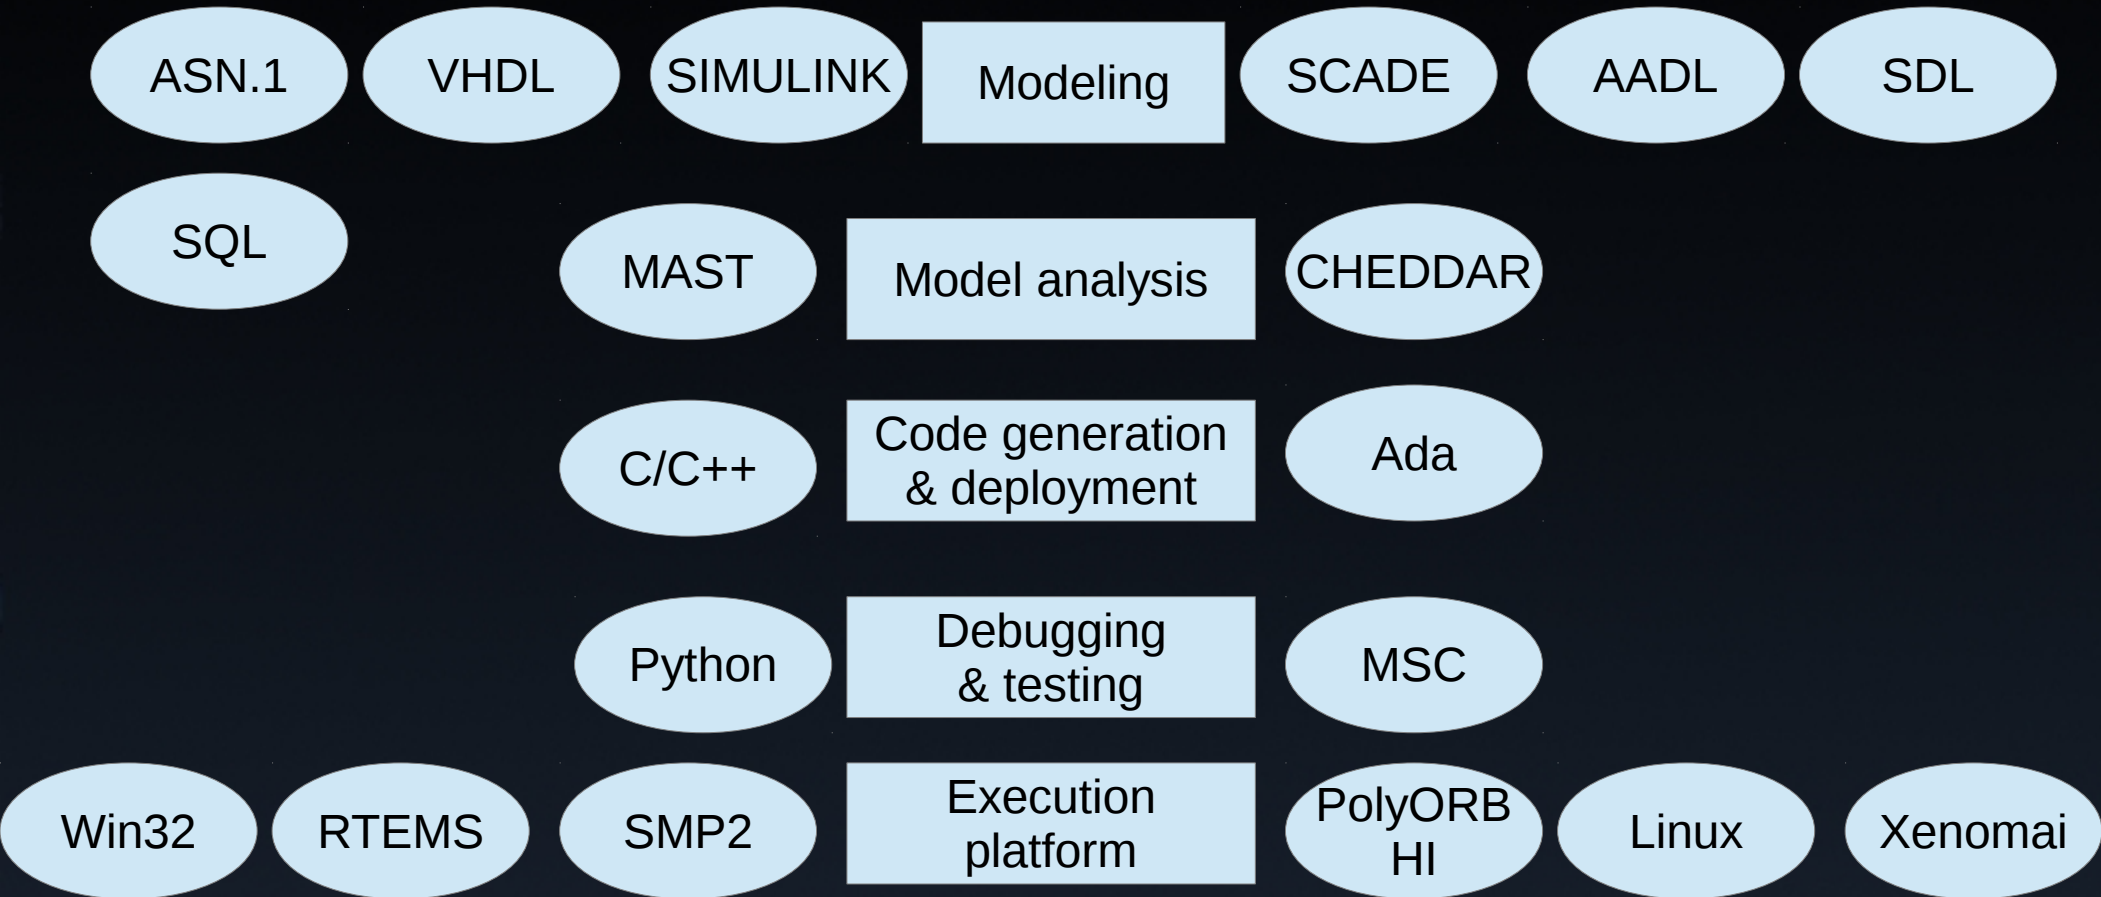 ASN.1
VHDL
SIMULINK
Modeling
SCADE
AADL
SDL
SQL
MAST
Model analysis
CHEDDAR
C/C++
Code generation
& deployment
Ada
Python
Debugging
& testing
MSC
Win32
RTEMS
SMP2
Execution
platform
PolyORB
HI
Linux
Xenomai